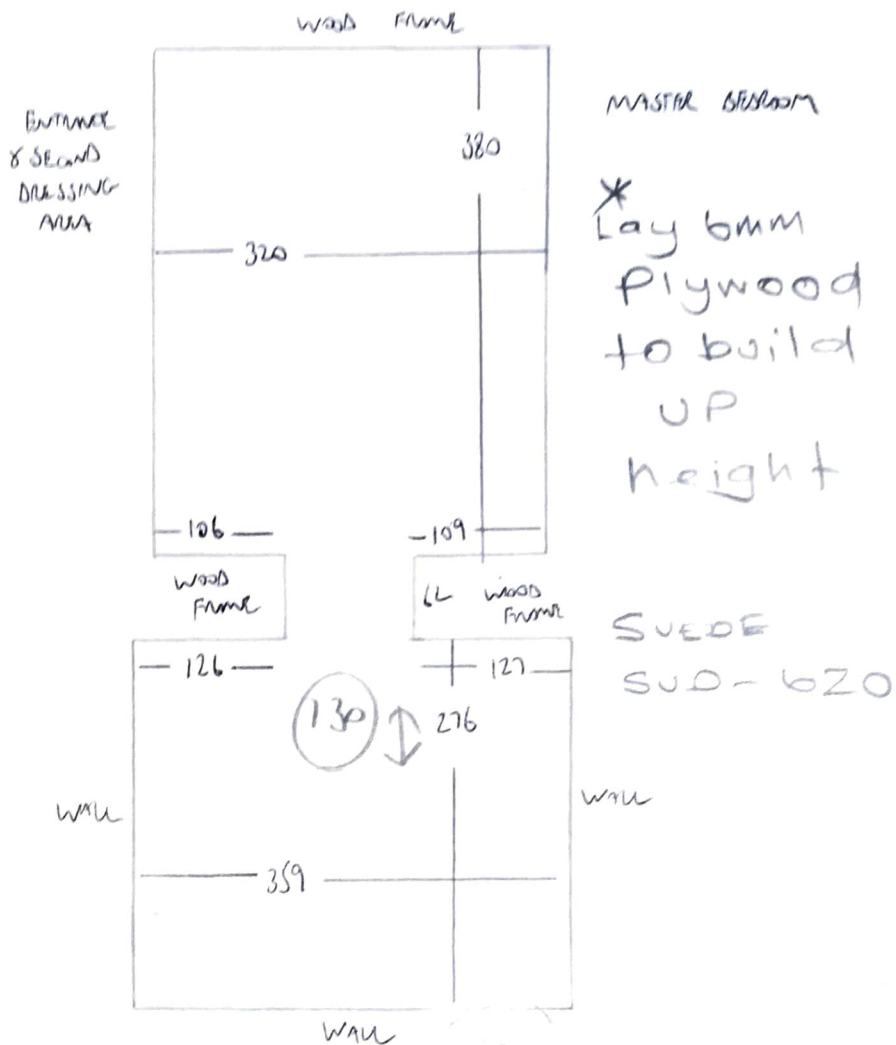 WOOD FRAME
MASTER BEDROOM
ENTRANCE
& SECOND
DRESSING
AREA
380
*
Lay 6mm
Plywood
to build
UP
height
320
106
109
WOOD
FRAME
62
WOOD
FRAME
SUEDE
SUD-620
126
127
130
276
WALL
WALL
359
WALL